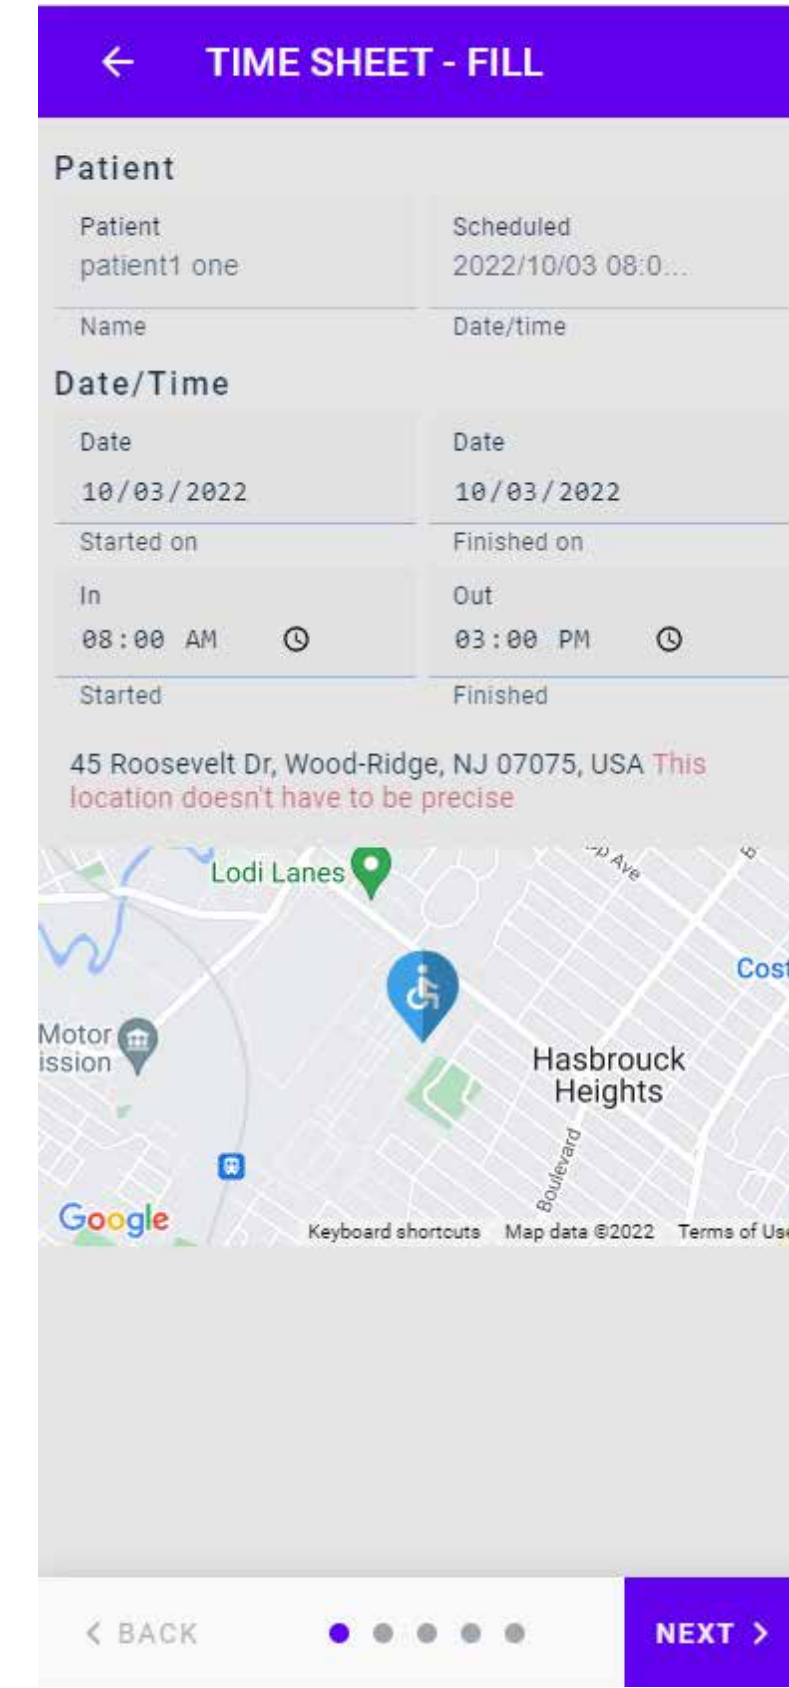 TIME SHEET - FILL
Patient
Patient
patient1 one
Scheduled
2022/10/03 08:0...
Name
Date/time
Date/Time
Date
10/03/2022
Date
10/03/2022
Started on
Finished on
In
08:00 AM
Out
03:00 PM
Started
Finished
45 Roosevelt Dr, Wood-Ridge, NJ 07075, USA This
location doesn't have to be precise
Lodi Lanes
Ave
Cost
Motor
ission
Hasbrouck
Heights
Boulevard
Google
Keyboard shortcuts
Map data ©2022
Terms of Use
BACK
NEXT